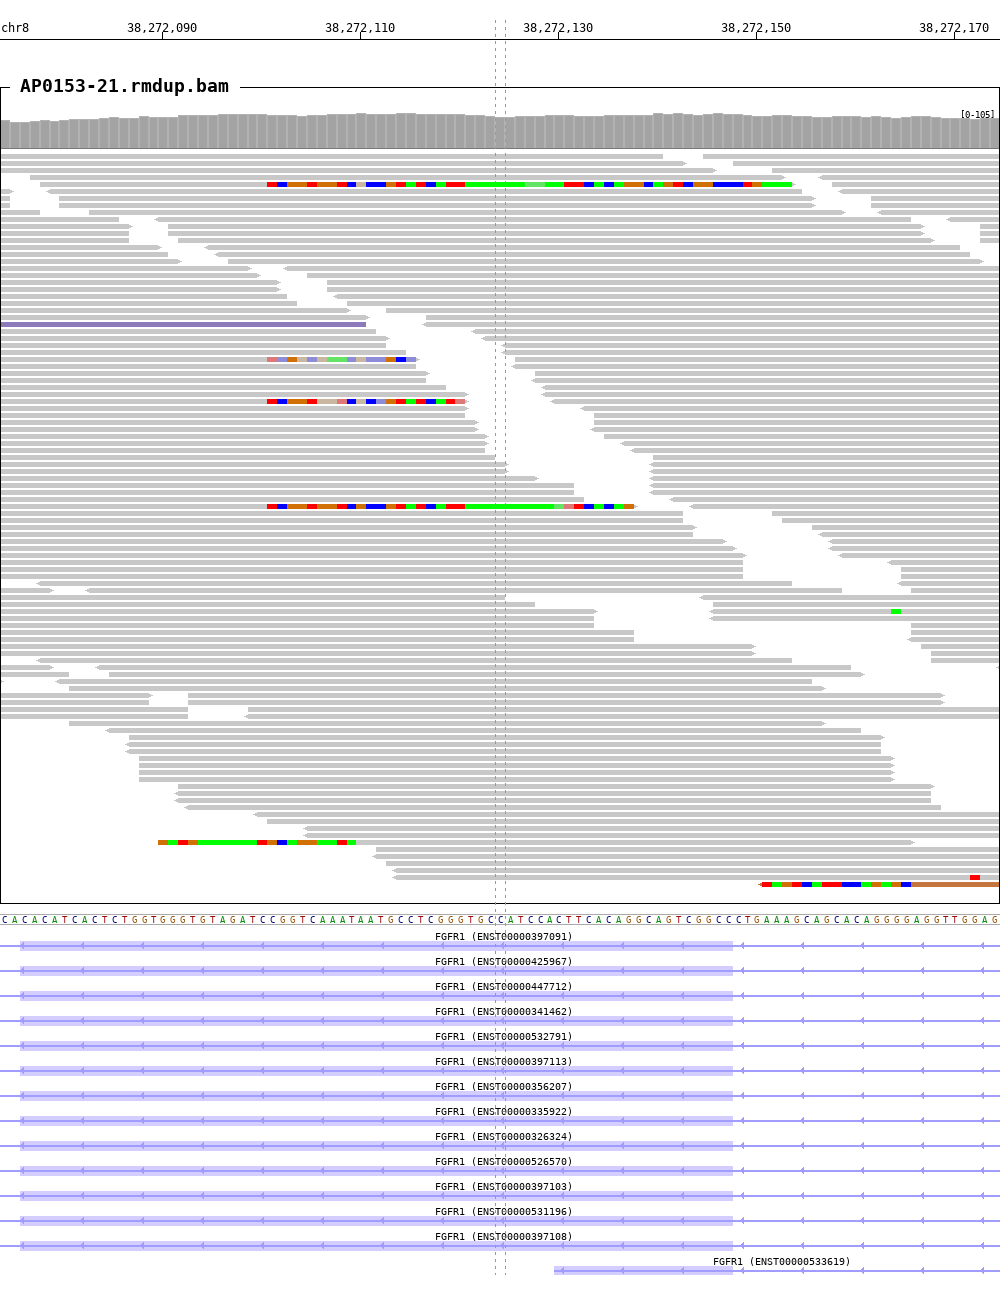 chr8 38,272,090 38,272,110 38,272,130 38,272,150 38,272,170
AP0153-21.rmdup.bam
[0-105]
C A C A C A T C A C T C T G G T G G G T G T A G A T C C G G T C A A A T A A T G C C T C G G G T G C C A T C C A C T T C A C A G G C A G T C G G C C C T G A A A G C A G C A C A G G G G A G G T T G G A G
FGFR1 (ENST00000397091)
FGFR1 (ENST00000425967)
FGFR1 (ENST00000447712)
FGFR1 (ENST00000341462)
FGFR1 (ENST00000532791)
FGFR1 (ENST00000397113)
FGFR1 (ENST00000356207)
FGFR1 (ENST00000335922)
FGFR1 (ENST00000326324)
FGFR1 (ENST00000526570)
FGFR1 (ENST00000397103)
FGFR1 (ENST00000531196)
FGFR1 (ENST00000397108)
FGFR1 (ENST00000533619)